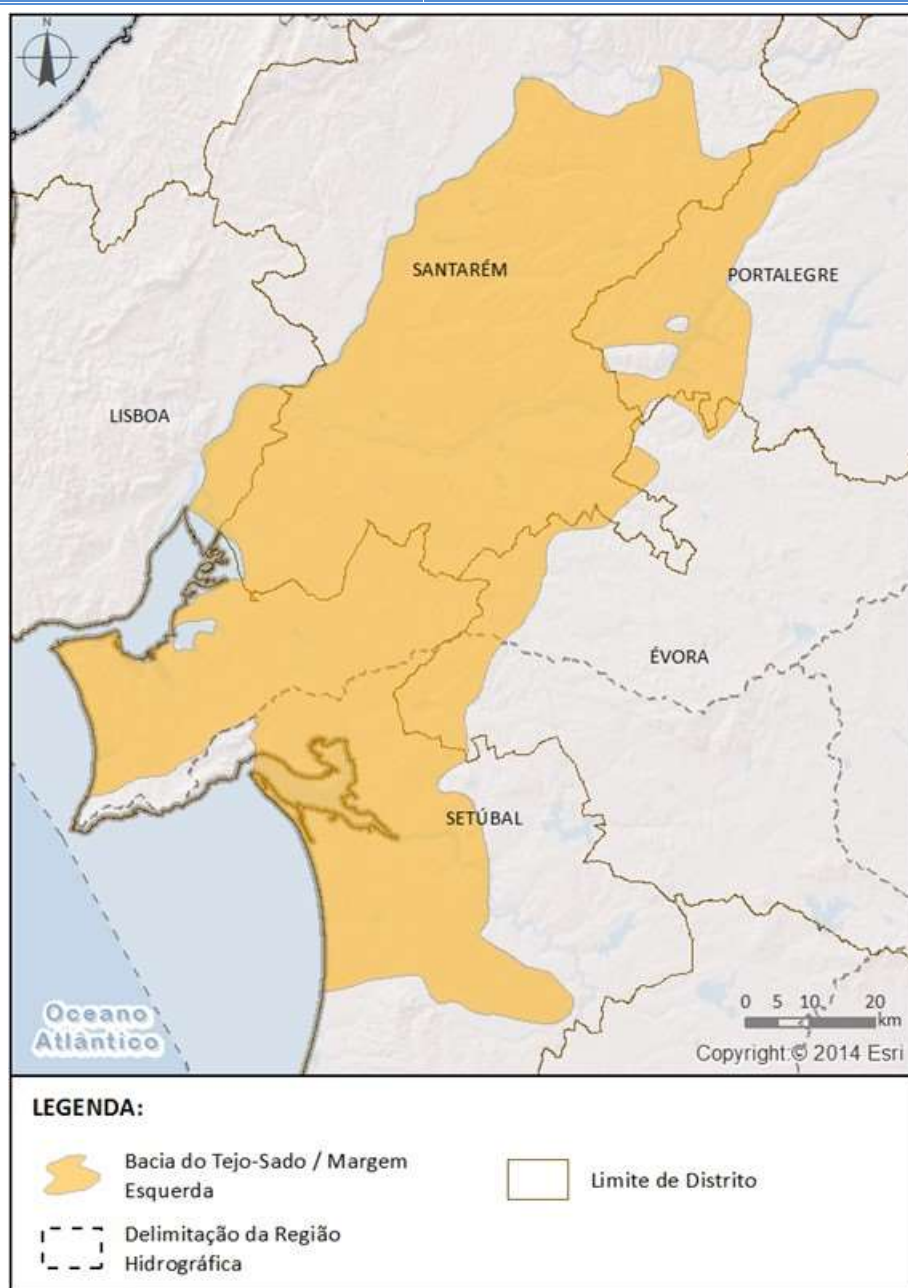 N
SANTARÉM
PORTALEGRE
LISBOA
ÉVORA
SETÚBAL
Oceano
Atlântico
0 5 10 20
km
Copyright:© 2014 Esri
LEGENDA:
Bacia do Tejo-Sado / Margem
Esquerda
Limite de Distrito
Delimitação da Região
Hidrográfica